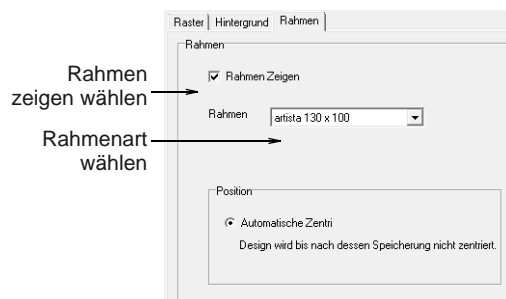 Raster Hintergrund Rahmen
Rahmen
Rahmen
zeigen wählen
Rahmen Zeigen
Rahmen artista 130 x 100
Rahmenart
wählen
Position
Automatische Zentri
Design wird bis nach dessen Speicherung nicht zentriert.